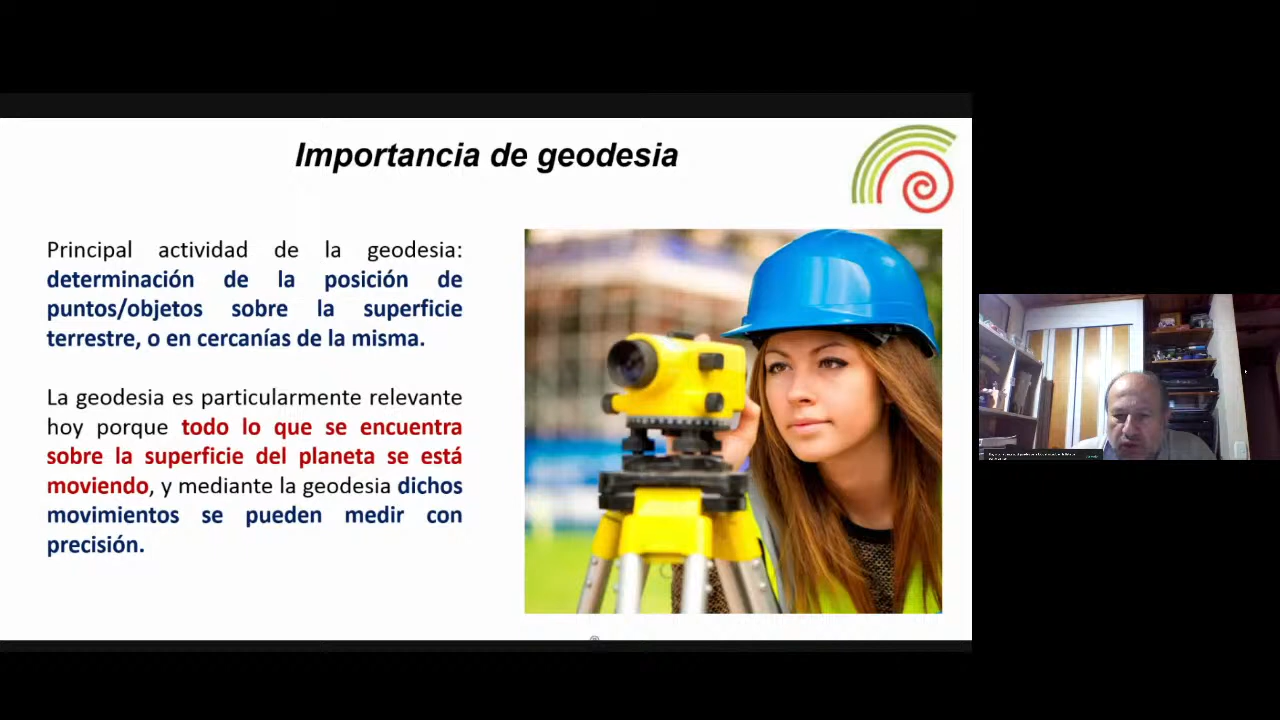 Importancia de geodesia
Principal actividad de la geodesia:
determinación de la posición de
puntos/objetos sobre la superficie
terrestre, o en cercanías de la misma.
La geodesia es particularmente relevante
hoy porque todo lo que se encuentra
sobre la superficie del planeta se está
moviendo, y mediante la geodesia dichos
movimientos se pueden medir con
precisión.